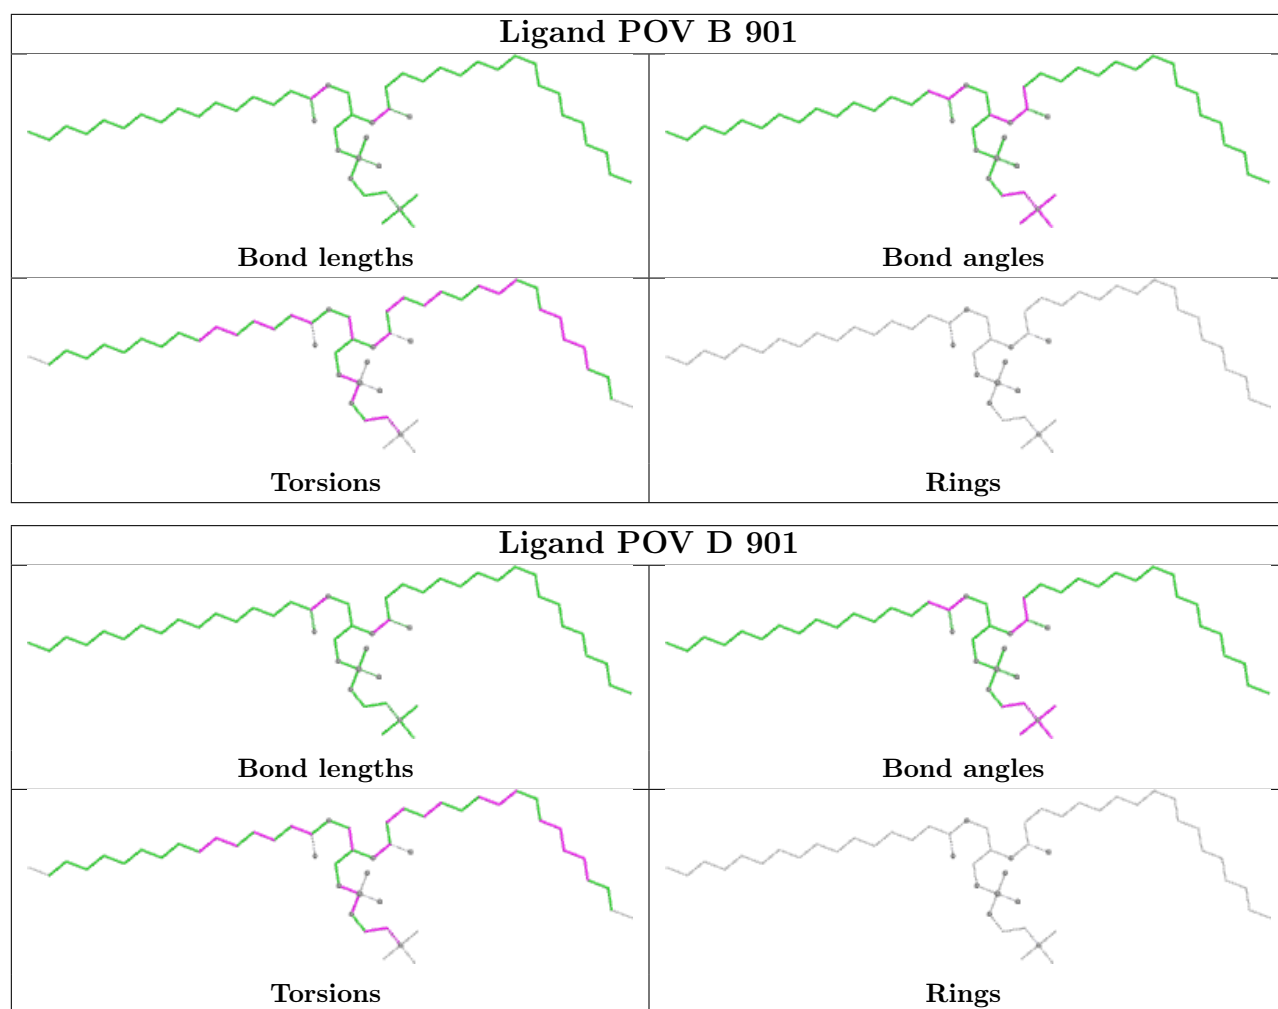 Ligand POV B 901
Bond lengths
Bond angles
Torsions
Rings
Ligand POV D 901
Bond lengths
Bond angles
Torsions
Rings